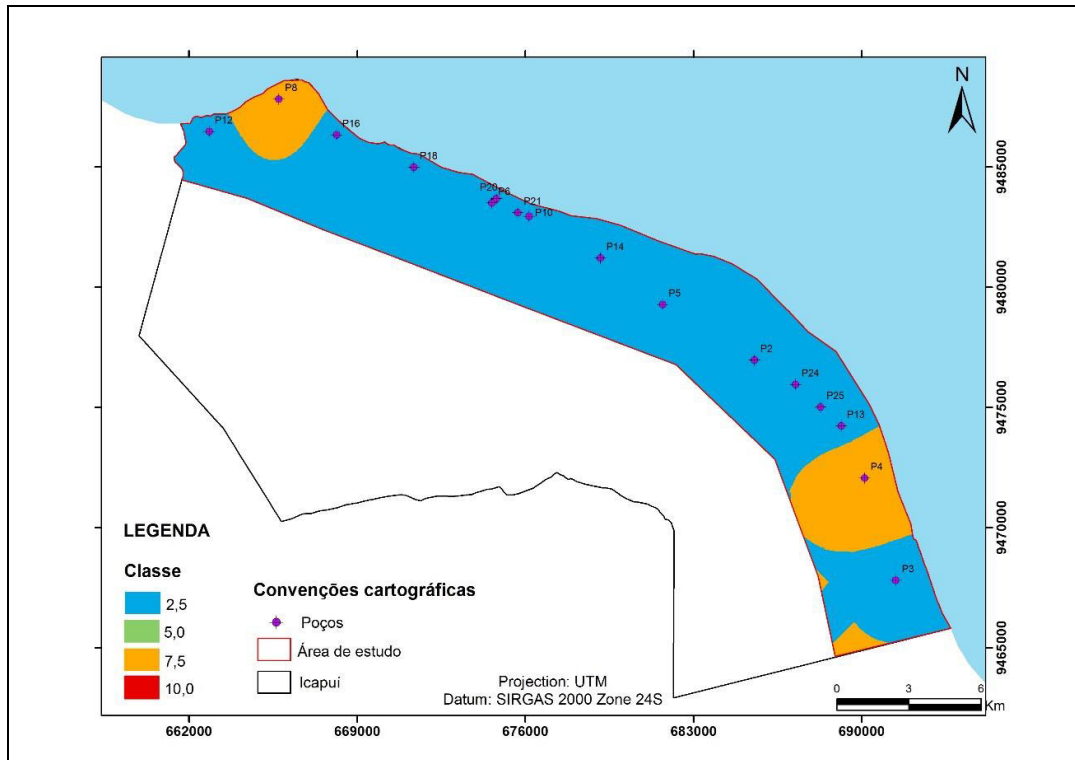 N
P8
P12
P16
P18
P20
P6
P21
P10
P14
P5
P2
P24
P25
P13
P4
P3
9485000
9480000
9475000
9470000
9465000
LEGENDA
Classe
2,5
5,0
7,5
10,0
Convenções cartográficas
Poços
Área de estudo
Icapuí
Projection: UTM
Datum: SIRGAS 2000 Zone 24S
0 3 6
Km
662000 669000 676000 683000 690000